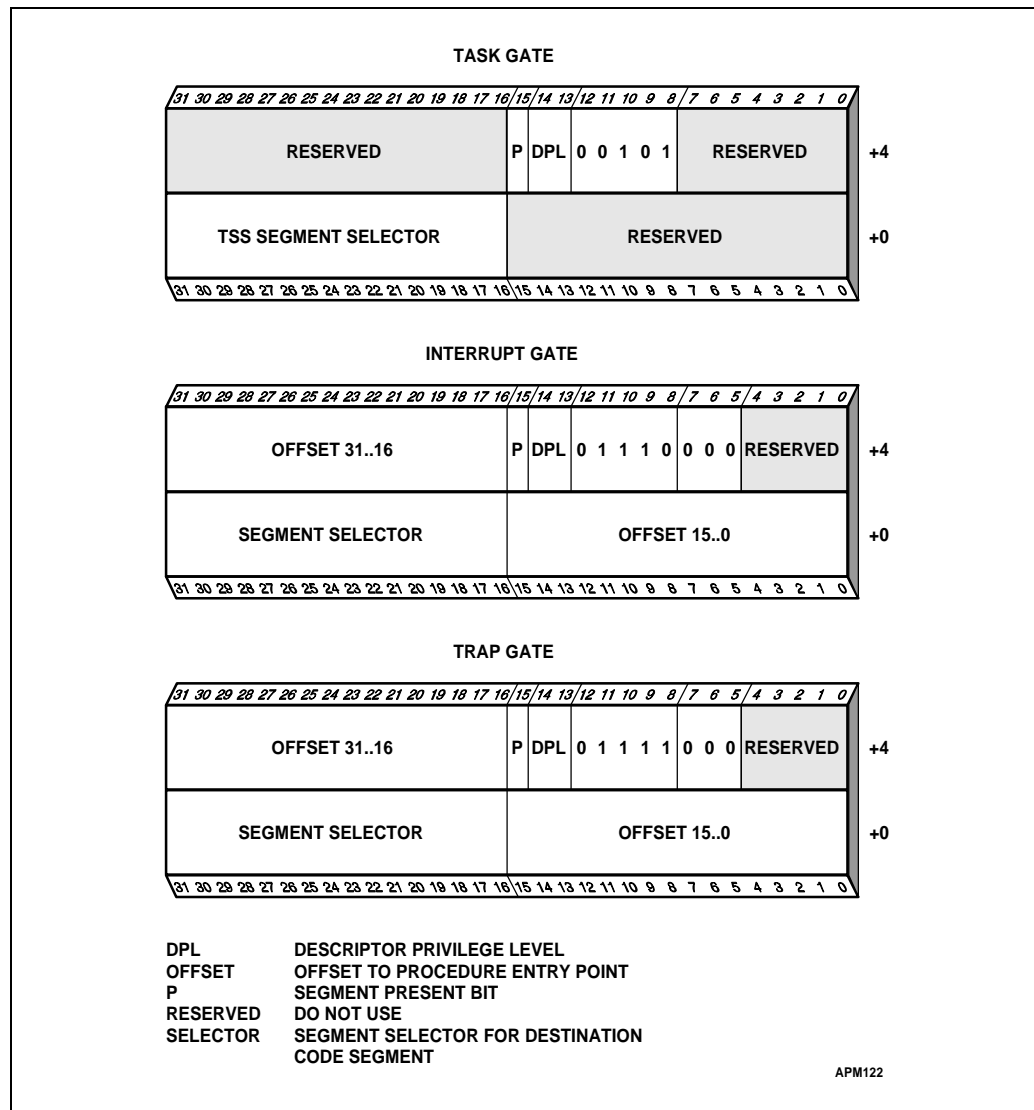 TASK GATE
31 30 29 28 27 26 25 24 23 22 21 20 19 18 17 16 15 14 13 12 11 10 9 8 7 6 5 4 3 2 1 0
RESERVED P DPL 0 0 1 0 1 RESERVED +4
TSS SEGMENT SELECTOR RESERVED +0
31 30 29 28 27 26 25 24 23 22 21 20 19 18 17 16 15 14 13 12 11 10 9 8 7 6 5 4 3 2 1 0
INTERRUPT GATE
31 30 29 28 27 26 25 24 23 22 21 20 19 18 17 16 15 14 13 12 11 10 9 8 7 6 5 4 3 2 1 0
OFFSET 31..16 P DPL 0 1 1 1 0 0 0 0 RESERVED +4
SEGMENT SELECTOR OFFSET 15..0 +0
31 30 29 28 27 26 25 24 23 22 21 20 19 18 17 16 15 14 13 12 11 10 9 8 7 6 5 4 3 2 1 0
TRAP GATE
31 30 29 28 27 26 25 24 23 22 21 20 19 18 17 16 15 14 13 12 11 10 9 8 7 6 5 4 3 2 1 0
OFFSET 31..16 P DPL 0 1 1 1 1 0 0 0 RESERVED +4
SEGMENT SELECTOR OFFSET 15..0 +0
31 30 29 28 27 26 25 24 23 22 21 20 19 18 17 16 15 14 13 12 11 10 9 8 7 6 5 4 3 2 1 0
DPL DESCRIPTOR PRIVILEGE LEVEL
OFFSET OFFSET TO PROCEDURE ENTRY POINT
P SEGMENT PRESENT BIT
RESERVED DO NOT USE
SELECTOR SEGMENT SELECTOR FOR DESTINATION
CODE SEGMENT
APM122